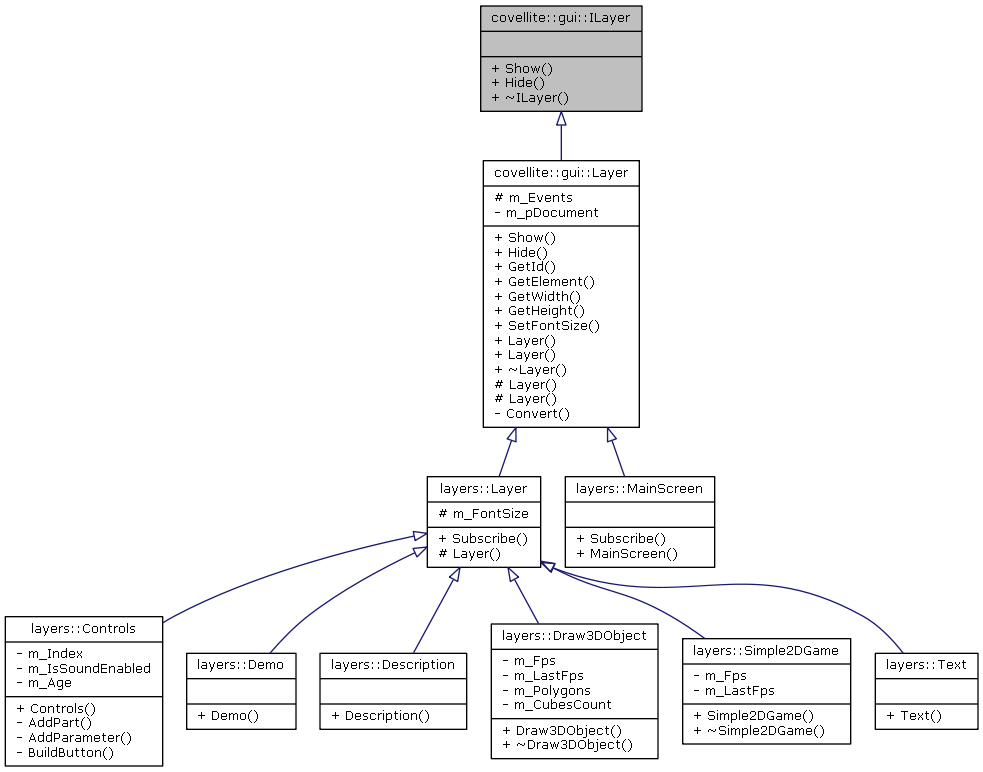 covellite::gui::ILayer
+ Show()
+ Hide()
+ ~ILayer()
covellite::gui::Layer
# m_Events
- m_pDocument
+ Show()
+ Hide()
+ GetId()
+ GetElement()
+ GetWidth()
+ GetHeight()
+ SetFontSize()
+ Layer()
+ Layer()
+ ~Layer()
# Layer()
# Layer()
- Convert()
layers::Layer
# m_FontSize
+ Subscribe()
# Layer()
layers::MainScreen
+ Subscribe()
+ MainScreen()
layers::Controls
- m_Index
- m_IsSoundEnabled
- m_Age
+ Controls()
- AddPart()
- AddParameter()
- BuildButton()
layers::Demo
+ Demo()
layers::Description
+ Description()
layers::Draw3DObject
- m_Fps
- m_LastFps
- m_Polygons
- m_CubesCount
+ Draw3DObject()
+ ~Draw3DObject()
layers::Simple2DGame
- m_Fps
- m_LastFps
+ Simple2DGame()
+ ~Simple2DGame()
layers::Text
+ Text()